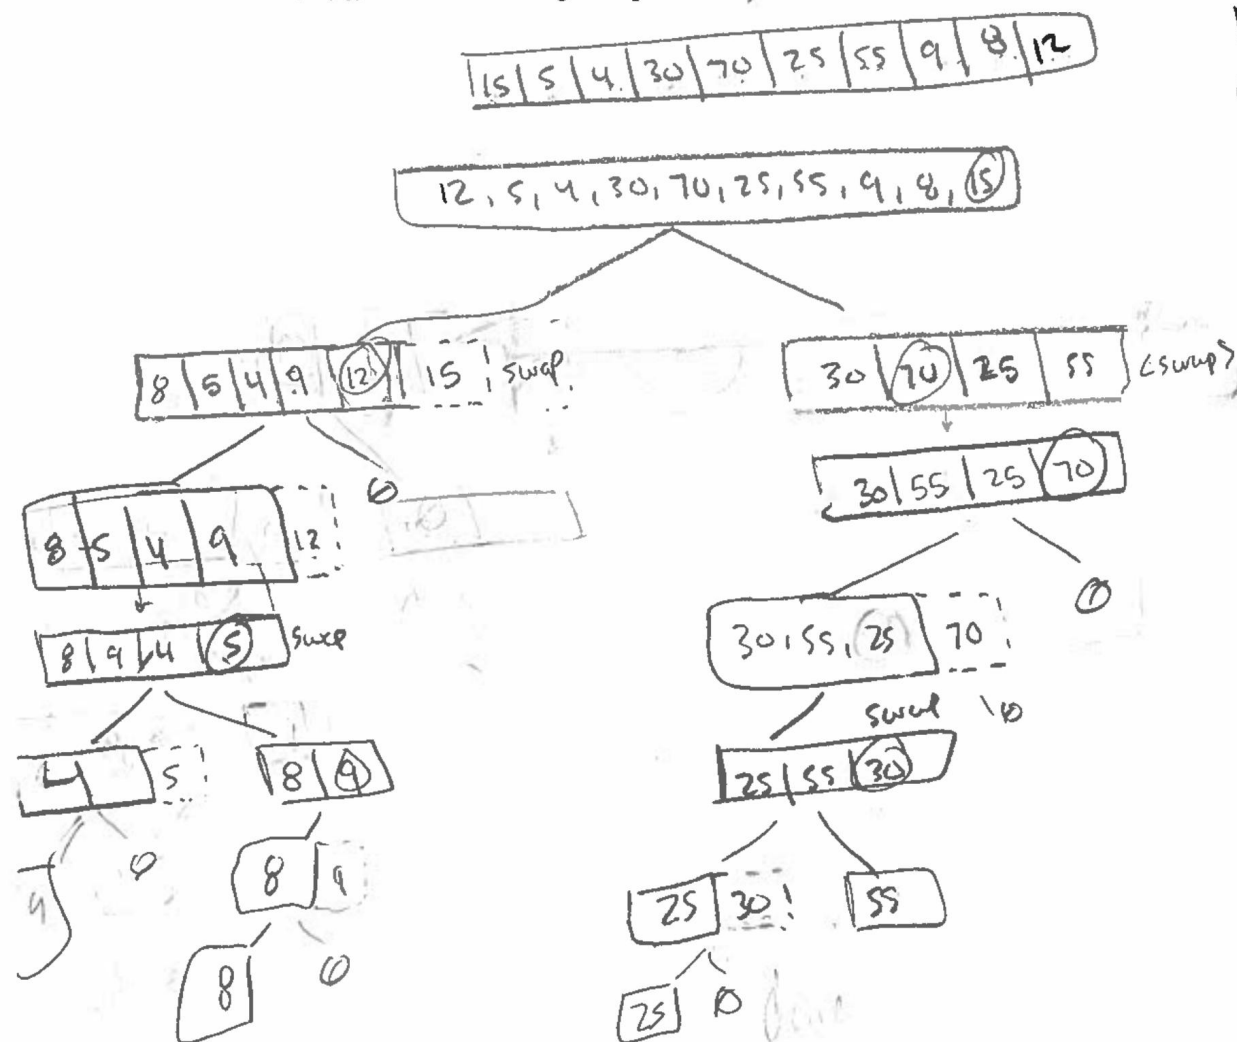 15 5 4 30 70 25 55 9 8 12
12, 5, 4, 30, 70, 25, 55, 9, 8, 15
8 5 4 9 12 15 swap
30 70 25 55 <swap>
30 55 25 70
8 5 4 9 12
8 9 4 5 swap
30, 55, 25 70
swap
4 5
8 9
25 55 30
8 9
25 30
55
8
25